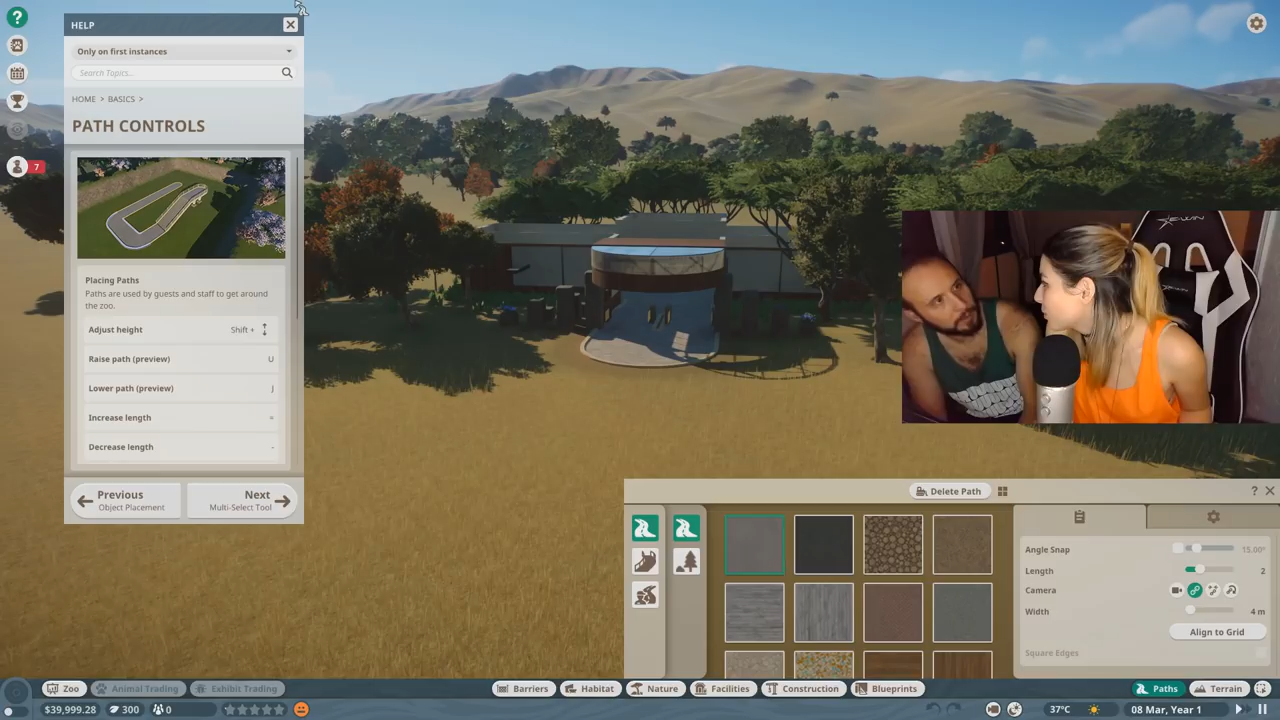 ?
HELP
Only on first instances
Search Topics...
HOME > BASICS >
PATH CONTROLS
7
Placing Paths
Paths are used by guests and staff to get around
the zoo.
Adjust height Shift +
Raise path (preview) U
Lower path (preview) J
Increase length =
Decrease length -
Previous
Object Placement
Next
Multi-Select Tool
Delete Path
?
Angle Snap 15.00°
Length 2
Camera
Width 4 m
Align to Grid
Square Edges
Zoo
Animal Trading
Exhibit Trading
Barriers
Habitat
Nature
Facilities
Construction
Blueprints
Paths
Terrain
$39,999.28
300
0
37°C
08 Mar, Year 1